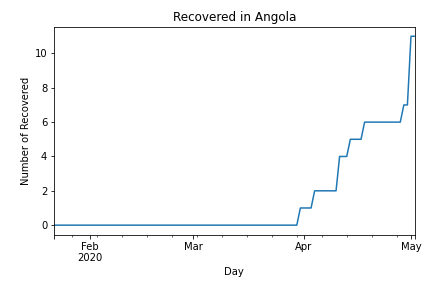 Recovered in Angola
Number of Recovered
10
8
6
4
2
0
Feb
2020
Mar
Apr
May
Day